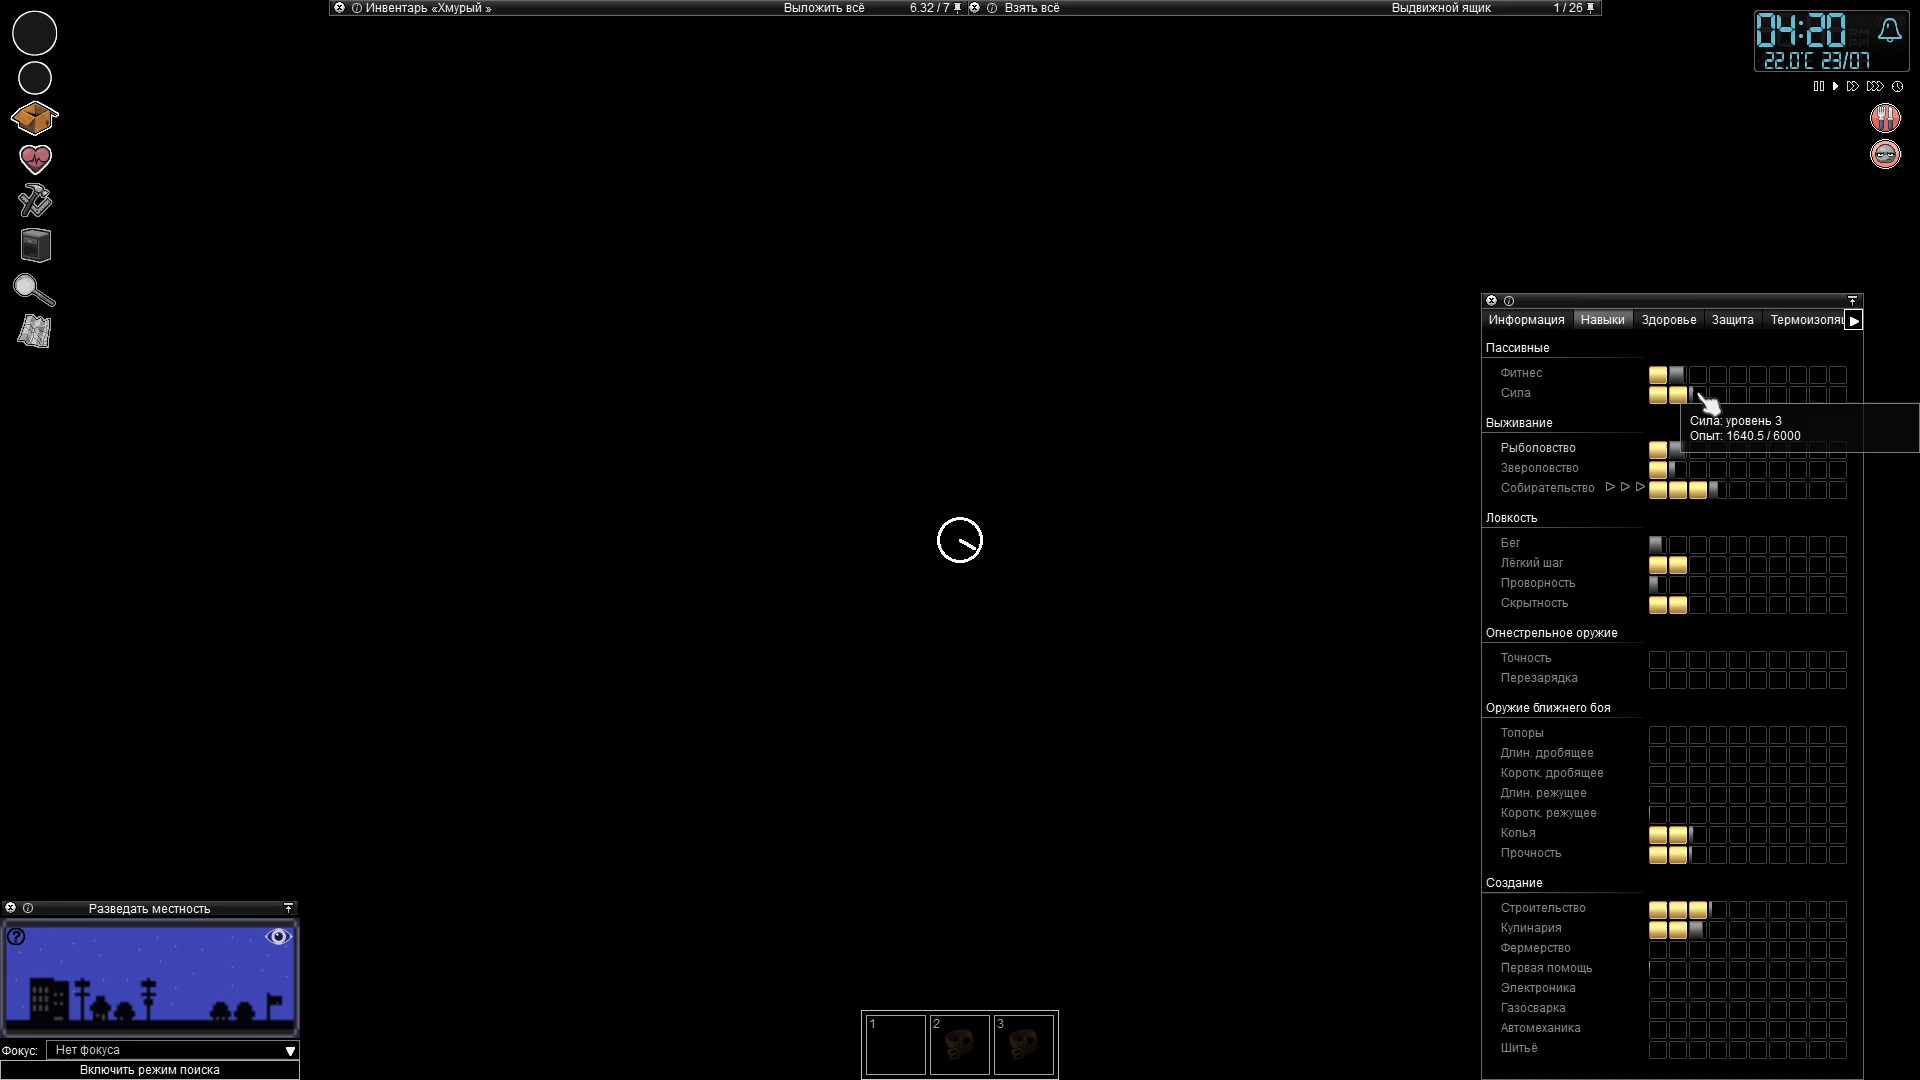 Инвентарь «Хмурый »
Выложить всё
6.32 / 7
Взять всё
Выдвижной ящик
1 / 26
04:20
22.0°C 23/07
Информация
Навыки
Здоровье
Защита
Термоизоляц
Пассивные
Фитнес
Сила
Сила: уровень 3
Опыт: 1640.5 / 6000
Выживание
Рыболовство
Звероловство
Собирательство
Ловкость
Бег
Лёгкий шаг
Проворность
Скрытность
Огнестрельное оружие
Точность
Перезарядка
Оружие ближнего боя
Топоры
Длин. дробящее
Коротк. дробящее
Длин. режущее
Коротк. режущее
Копья
Прочность
Создание
Строительство
Кулинария
Фермерство
Первая помощь
Электроника
Газосварка
Автомеханика
Шитьё
Разведать местность
Фокус:
Нет фокуса
Включить режим поиска
1
2
3